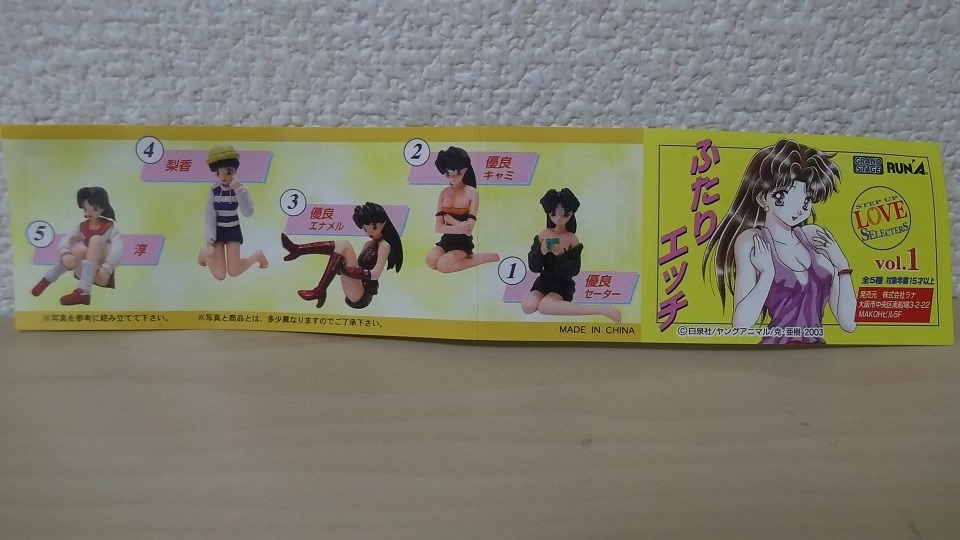 5
淳
4
梨香
3
優良
エナメル
2
優良
キャミ
1
優良
セーター
※写真を参考に組み立てて下さい。
※写真と商品とは、多少異なりますのでご了承下さい。
MADE IN CHINA
ふたり
エッチ
GRAND
STAGE
RUN'A
STEP UP
LOVE
SELECTERS
vol.1
全5種 対象年齢15才以上
発売元 株式会社ラナ
大阪市中央区南船場3-2-22
MAKOHビル5F
©白泉社/ヤングアニマル/克・亜樹 2003